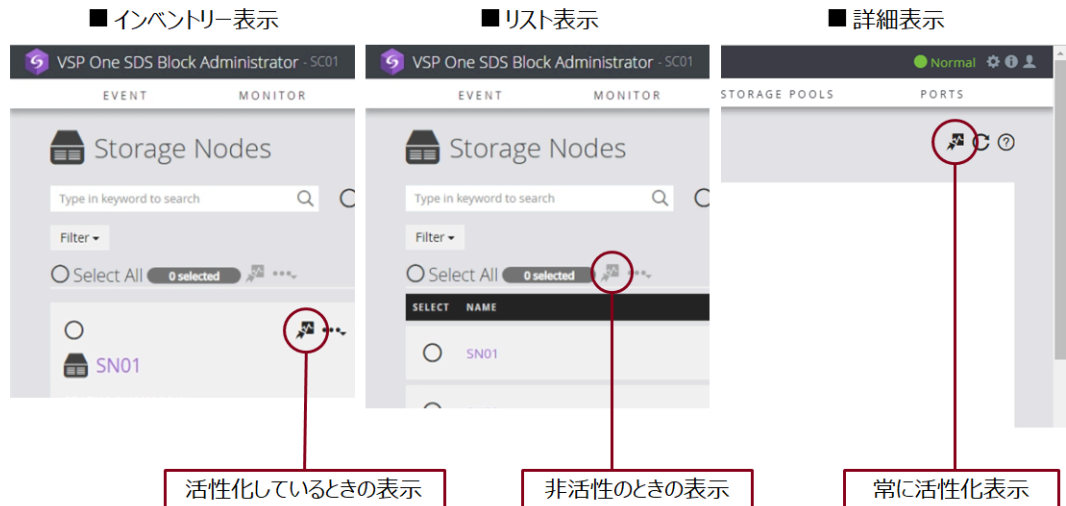 ■ インベントリー表示
VSP One SDS Block Administrator - SC01
EVENT MONITOR
Storage Nodes
Type in keyword to search
Filter
Select All 0 selected
SN01
活性化しているときの表示
■ リスト表示
VSP One SDS Block Administrator - SC01
EVENT MONITOR
Storage Nodes
Type in keyword to search
Filter
Select All 0 selected
SELECT NAME
SN01
非活性のときの表示
■ 詳細表示
Normal
STORAGE POOLS PORTS
常に活性化表示